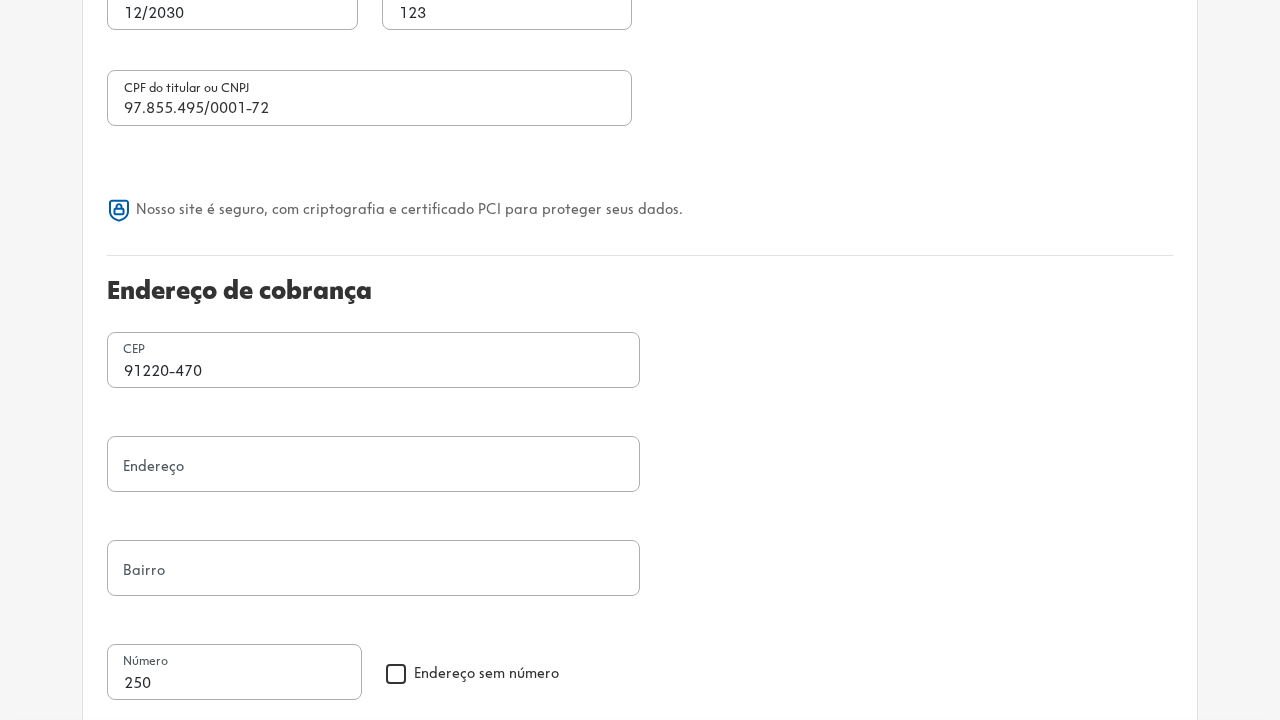 12/2030
123
CPF do titular ou CNPJ
97.855.495/0001-72
Nosso site é seguro, com criptografia e certificado PCI para proteger seus dados.
Endereço de cobrança
CEP
91220-470
Endereço
Bairro
Número
250
Endereço sem número